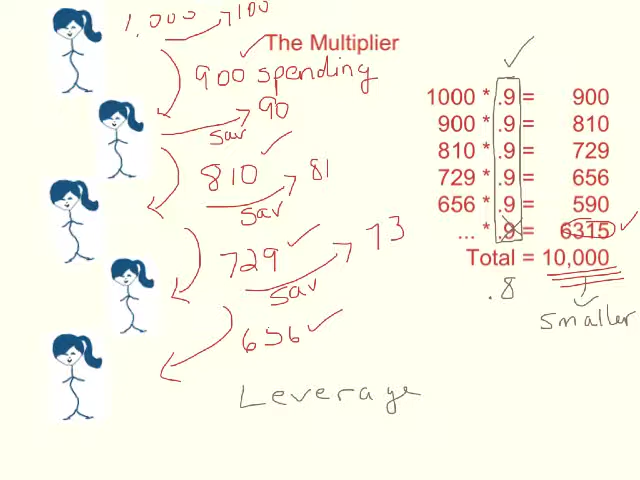 1,000 → 100
The Multiplier
900 spending
90
sav
810
81
sav
729
73
sav
656
Leverage
1000 * .9 = 900
900 * .9 = 810
810 * .9 = 729
729 * .9 = 656
656 * .9 = 590
... * .9 = 6315
Total = 10,000
.8
smaller